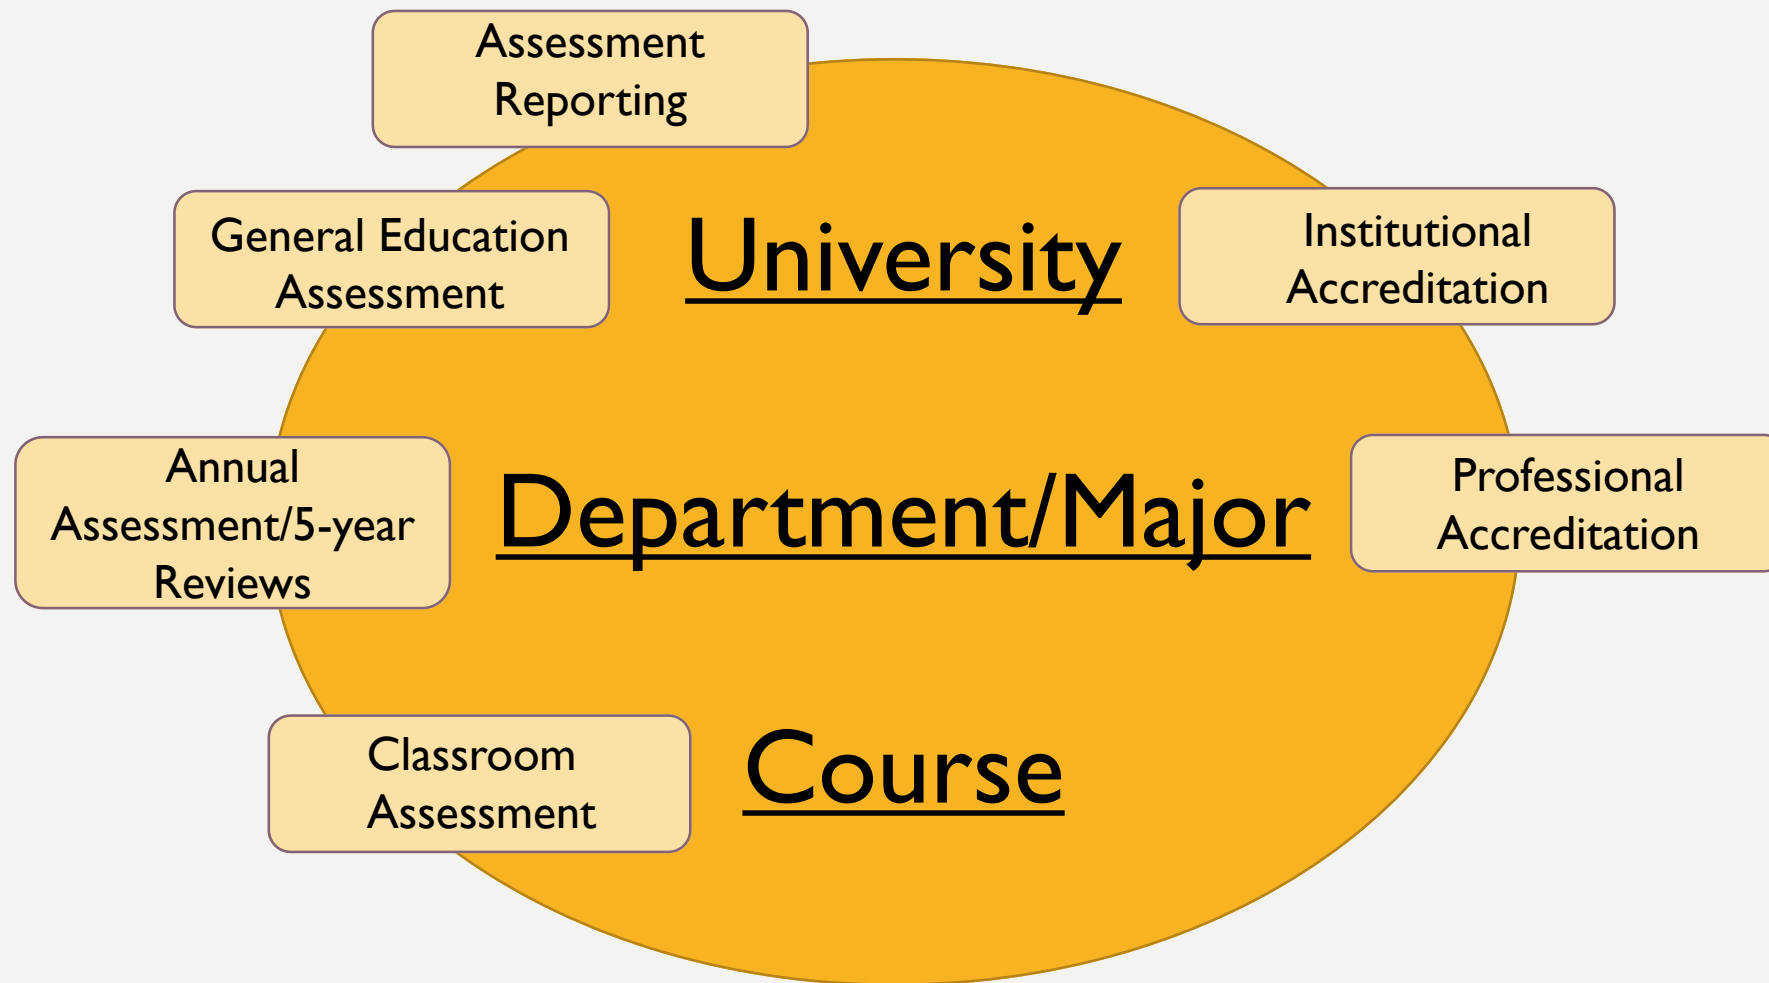 Assessment
Reporting
General Education
Assessment
University
Institutional
Accreditation
Annual
Assessment/5-year
Reviews
Department/Major
Professional
Accreditation
Classroom
Assessment
Course